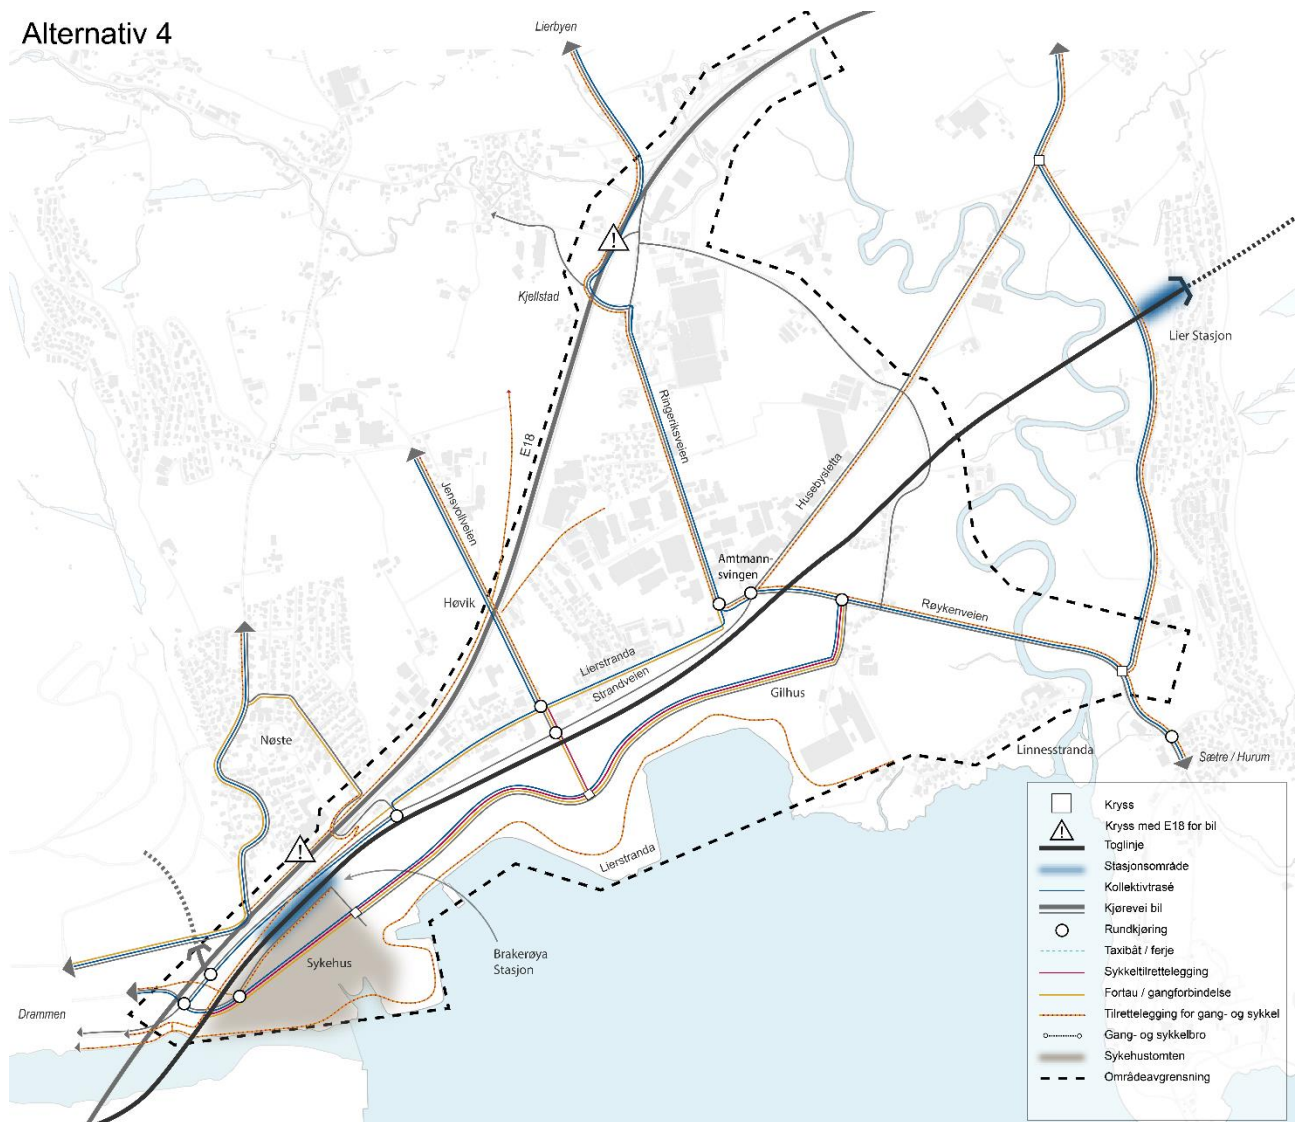 Alternativ 4
Lierbyen
Kjellstad
Lier Stasjon
E18
Ringeriksveien
Jensvollveien
Husebysletta
Amtmann-
svingen
Høvik
Røykenveien
Lierstranda
Strandveien
Gilhus
Nøste
Linnesstranda
Sætre / Hurum
Lierstranda
Brakerøya
Stasjon
Sykehus
Drammen
Kryss
Kryss med E18 for bil
Toglinje
Stasjonsområde
Kollektivtrasé
Kjørevei bil
Rundkjøring
Taxibåt / ferje
Sykkeltilrettelegging
Fortau / gangforbindelse
Tilrettelegging for gang- og sykkel
Gang- og sykkelbro
Sykehustomten
Områdeavgrensning